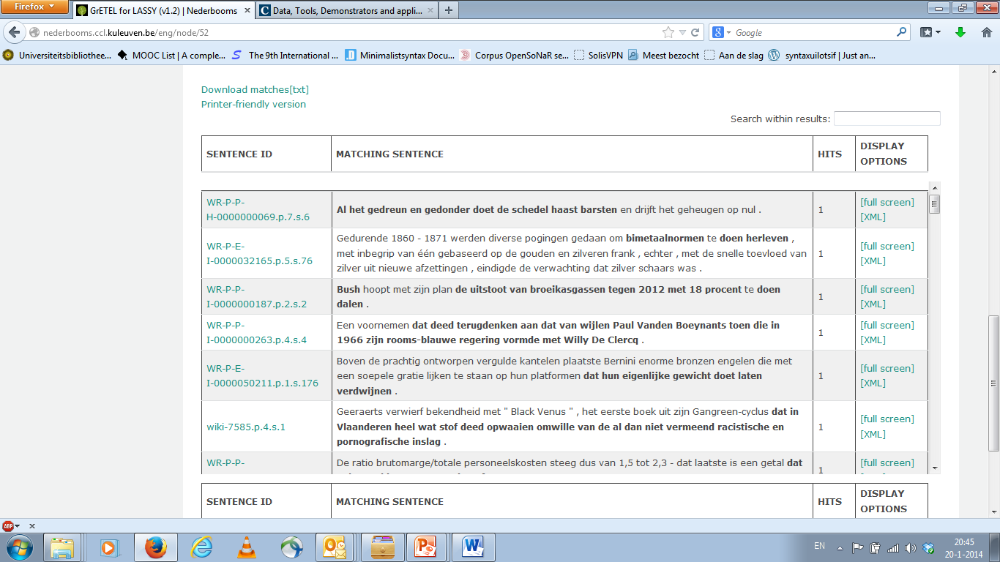 Firefox
GrETEL for LASSY (v1.2) | Nederbooms
Data, Tools, Demonstrators and appli...
nederbooms.ccl.kuleuven.be/eng/node/52
Google
Universiteitsbibliothee... MOOC List | A comple... The 9th International ... Minimalistsyntax Docu... Corpus OpenSoNaR se... SolisVPN Meest bezocht Aan de slag syntaxuilotsif | Just an...
Download matches[txt]
Printer-friendly version
Search within results:
SENTENCE ID MATCHING SENTENCE HITS DISPLAY
OPTIONS
WR-P-P-
H-0000000069.p.7.s.6
Al het gedreun en gedonder doet de schedel haast barsten en drijft het geheugen op nul .
1
[full screen]
[XML]
WR-P-E-
I-0000032165.p.5.s.76
Gedurende 1860 - 1871 werden diverse pogingen gedaan om bimetaalnormen te doen herleven ,
met inbegrip van één gebaseerd op de gouden en zilveren frank , echter , met de snelle toevloed van
zilver uit nieuwe afzettingen , eindigde de verwachting dat zilver schaars was .
1
[full screen]
[XML]
WR-P-P-
I-0000000187.p.2.s.2
Bush hoopt met zijn plan de uitstoot van broeikasgassen tegen 2012 met 18 procent te doen
dalen .
1
[full screen]
[XML]
WR-P-P-
I-0000000263.p.4.s.4
Een voornemen dat deed terugdenken aan dat van wijlen Paul Vanden Boeynants toen die in
1966 zijn rooms-blauwe regering vormde met Willy De Clercq .
1
[full screen]
[XML]
WR-P-E-
I-0000050211.p.1.s.176
Boven de prachtig ontworpen vergulde kantelen plaatste Bernini enorme bronzen engelen die met
een soepele gratie lijken te staan op hun platformen dat hun eigenlijke gewicht doet laten
verdwijnen .
1
[full screen]
[XML]
wiki-7585.p.4.s.1
Geeraerts verwierf bekendheid met " Black Venus " , het eerste boek uit zijn Gangreen-cyclus dat in
Vlaanderen heel wat stof deed opwaaien omwille van de al dan niet vermeend racistische en
pornografische inslag .
1
[full screen]
[XML]
WR-P-P-
De ratio brutomarge/totale personeelskosten steeg dus van 1,5 tot 2,3 - dat laatste is een getal dat
1
[full screen]
SENTENCE ID MATCHING SENTENCE HITS DISPLAY
OPTIONS
ABP
EN
20:45
20-1-2014